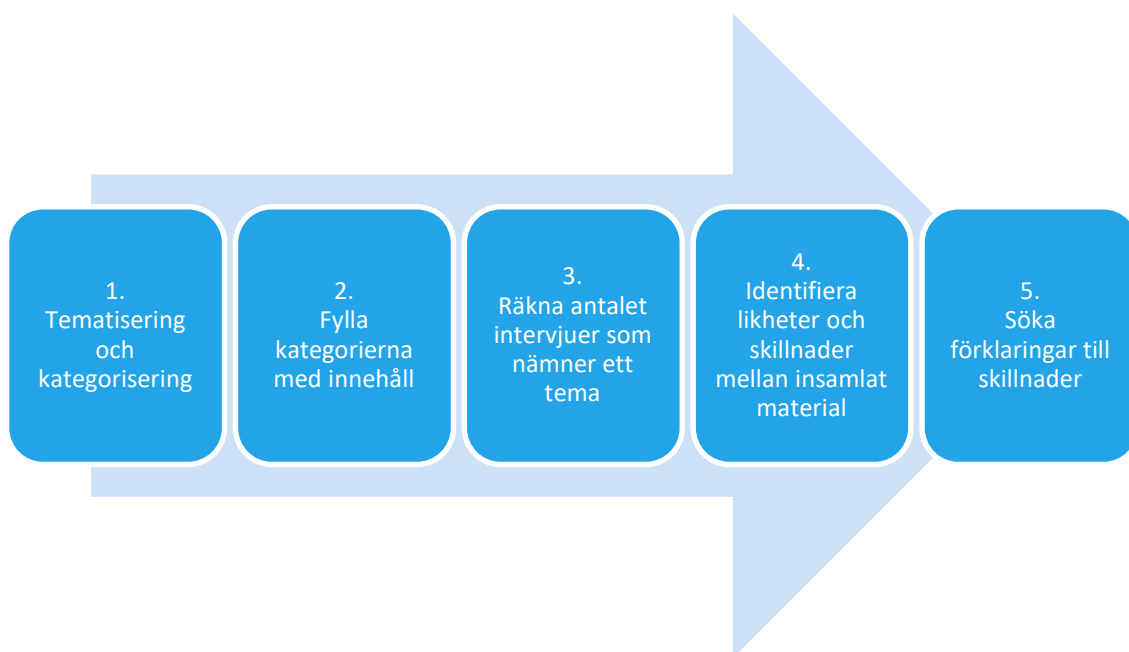 1.
Tematisering
och
kategorisering
2.
Fylla
kategorierna
med innehåll
3.
Räkna antalet
intervjuer som
nämner ett
tema
4.
Identifiera
likheter och
skillnader
mellan insamlat
material
5.
Söka
förklaringar till
skillnader